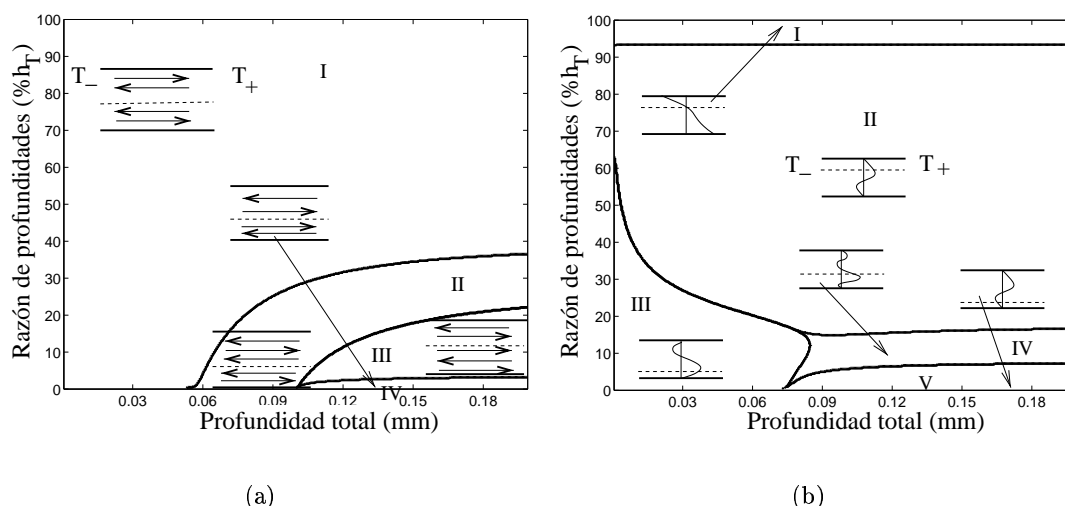 100
90
80
70
60
50
40
30
20
10
0
Razón de profundidades (%h_T)
T_−
T_+
I
II
III
IV
0.03
0.06
0.09
0.12
0.15
0.18
Profundidad total (mm)
(a)
100
90
80
70
60
50
40
30
20
10
0
Razón de profundidades (%h_T)
I
II
T_−
T_+
III
IV
V
0.03
0.06
0.09
0.12
0.15
0.18
Profundidad total (mm)
(b)